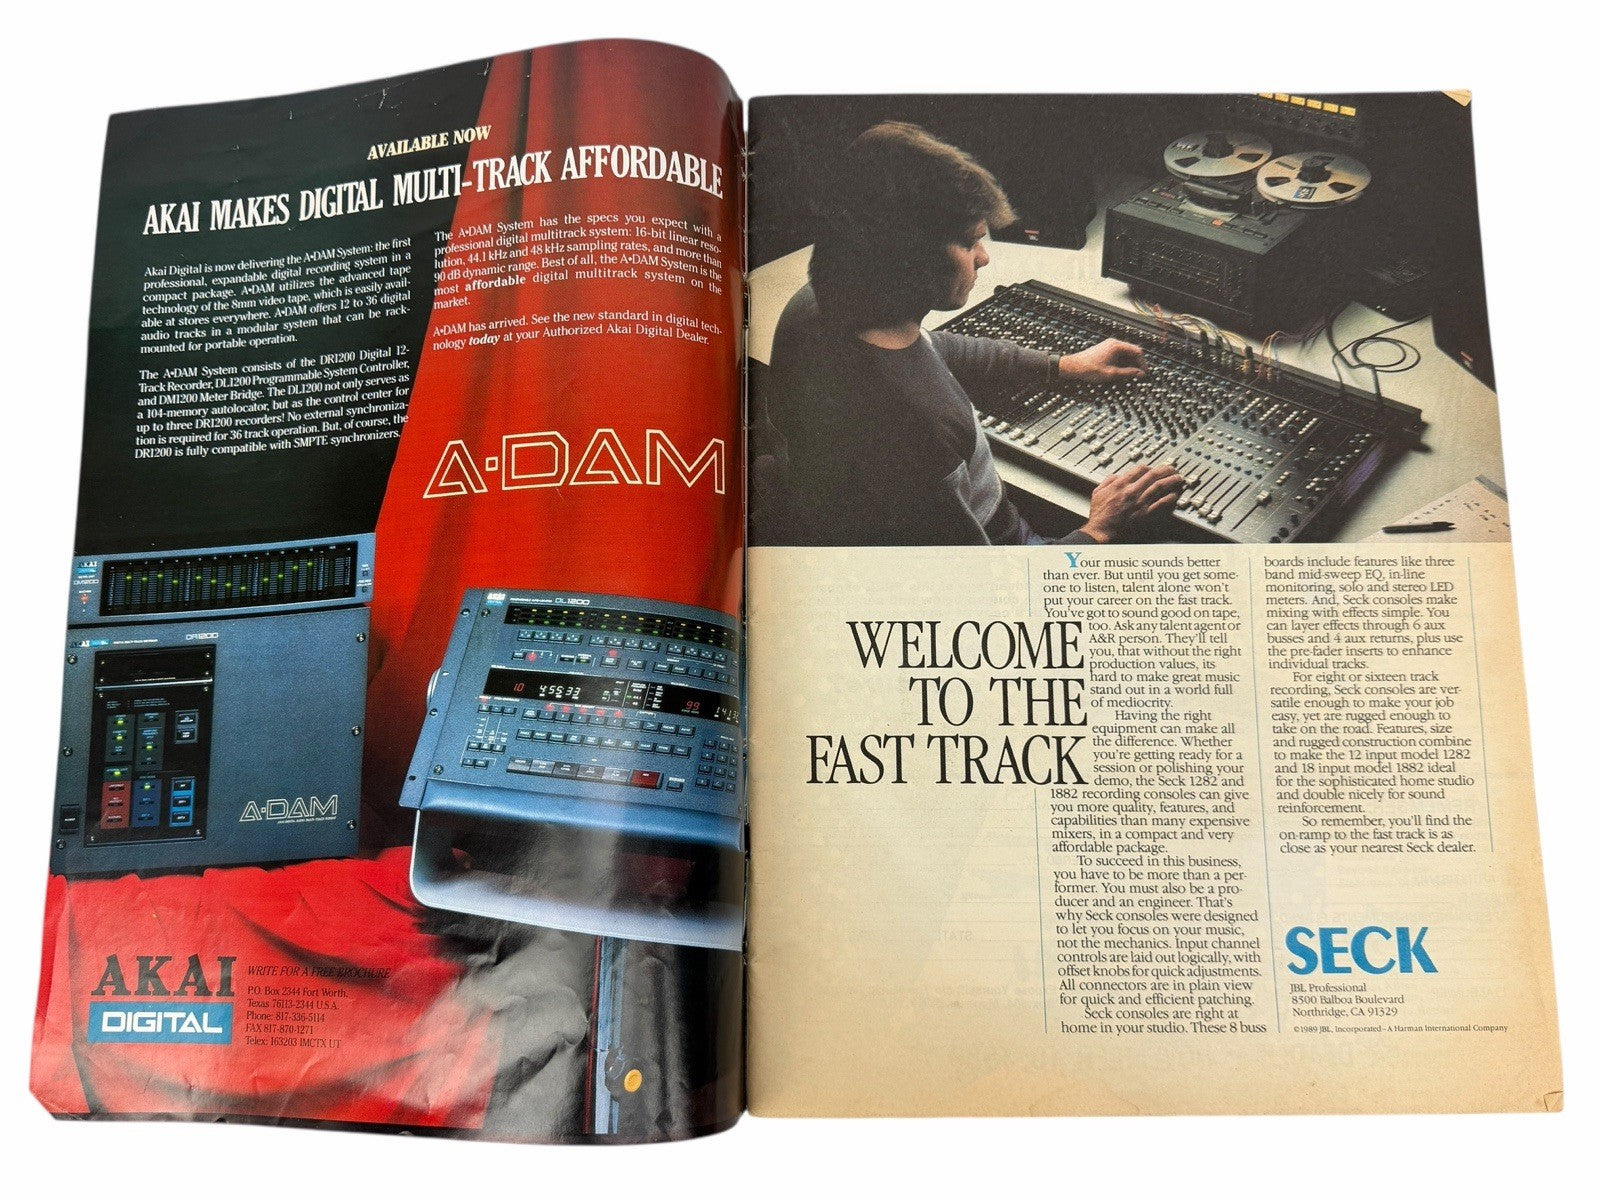 AVAILABLE NOW
AKAI MAKES DIGITAL MULTI-TRACK AFFORDABLE
Akai Digital is now delivering the A•DAM System: the first
professional, expandable digital recording system in a
compact package. A•DAM utilizes the advanced tape
technology of the 8mm video tape, which is easily avail-
able at stores everywhere. A•DAM offers 12 to 36 digital
audio tracks in a modular system that can be rack-
mounted for portable operation.
The A•DAM System consists of the DR1200 Digital 12-
Track Recorder, DL1200 Programmable System Controller,
and DM1200 Meter Bridge. The DL1200 not only serves as
a 104-memory autolocator, but as the control center for
up to three DR1200 recorders! No external synchroniza-
tion is required for 36 track operation. But, of course, the
DR1200 is fully compatible with SMPTE synchronizers.
The A•DAM System has the specs you expect with a
professional digital multitrack system: 16-bit linear reso-
lution, 44.1 kHz and 48 kHz sampling rates, and more than
90 dB dynamic range. Best of all, the A•DAM System is the
most affordable digital multitrack system on the
market.
A•DAM has arrived. See the new standard in digital tech-
nology today at your Authorized Akai Digital Dealer.
A•DAM
AKAI
DM1200
AKAI
DR1200
A•DAM
AKAI
DL1200
10 45533
99
AKAI
DIGITAL
WRITE FOR A FREE BROCHURE
P.O. Box 2344 Fort Worth,
Texas 76113-2344 U.S.A.
Phone: 817-336-5114
FAX 817-870-1271
Telex: 163203 IMCTX UT
WELCOME
TO THE
FAST TRACK
Your music sounds better
than ever. But until you get some-
one to listen, talent alone won't
put your career on the fast track.
You've got to sound good on tape,
too. Ask any talent agent or
A&R person. They'll tell
you, that without the right
production values, its
hard to make great music
stand out in a world full
of mediocrity.
Having the right
equipment can make all
the difference. Whether
you're getting ready for a
session or polishing your
demo, the Seck 1282 and
1882 recording consoles can give
you more quality, features, and
capabilities than many expensive
mixers, in a compact and very
affordable package.
To succeed in this business,
you have to be more than a per-
former. You must also be a pro-
ducer and an engineer. That's
why Seck consoles were designed
to let you focus on your music,
not the mechanics. Input channel
controls are laid out logically, with
offset knobs for quick adjustments.
All connectors are in plain view
for quick and efficient patching.
Seck consoles are right at
home in your studio. These 8 buss
boards include features like three
band mid-sweep EQ, in-line
monitoring, solo and stereo LED
meters. And, Seck consoles make
mixing with effects simple. You
can layer effects through 6 aux
busses and 4 aux returns, plus use
the pre-fader inserts to enhance
individual tracks.
For eight or sixteen track
recording, Seck consoles are ver-
satile enough to make your job
easy, yet are rugged enough to
take on the road. Features, size
and rugged construction combine
to make the 12 input model 1282
and 18 input model 1882 ideal
for the sophisticated home studio
and double nicely for sound
reinforcement.
So remember, you'll find the
on-ramp to the fast track is as
close as your nearest Seck dealer.
SECK
JBL Professional
8500 Balboa Boulevard
Northridge, CA 91329
©1989 JBL, Incorporated – A Harman International Company